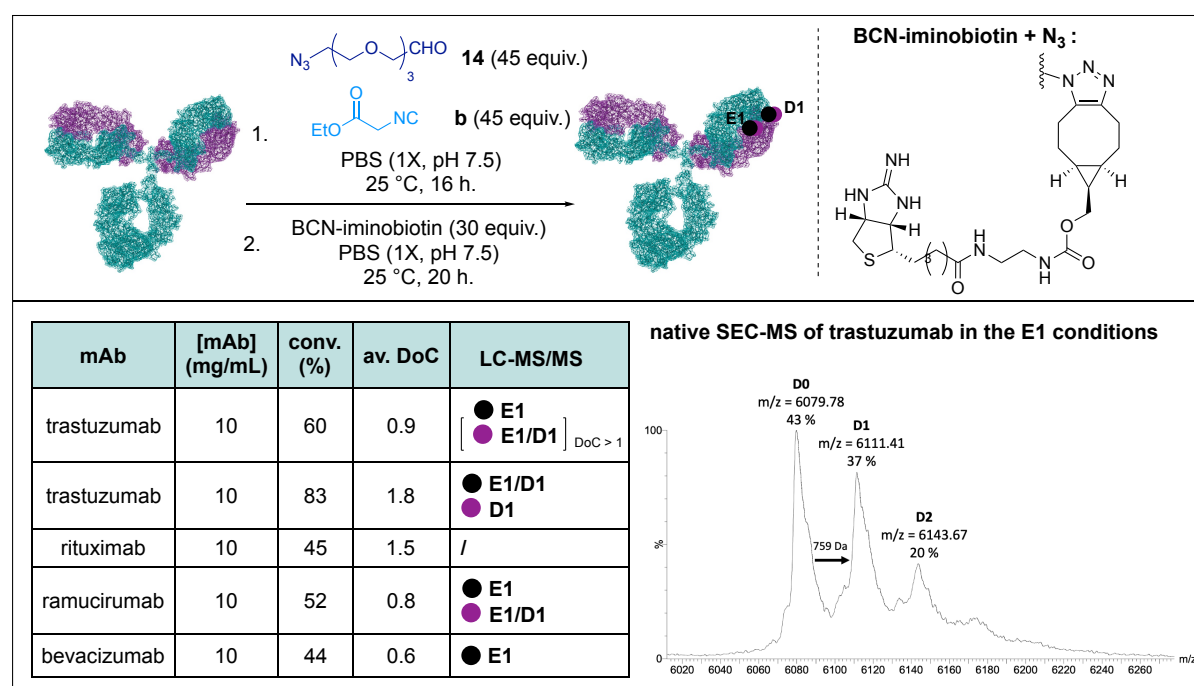 N₃ O CHO 14 (45 equiv.)
3
O
1. EtO NC b (45 equiv.)
PBS (1X, pH 7.5)
25 °C, 16 h.
2. BCN-iminobiotin (30 equiv.)
PBS (1X, pH 7.5)
25 °C, 20 h.
E1 D1
BCN-iminobiotin + N₃ :
N N N
H H
NH
HN NH
H H
S
3
O
H N
N H
O
O
mAb [mAb] (mg/mL) conv. (%) av. DoC LC-MS/MS
trastuzumab 10 60 0.9 E1
[ E1/D1 ] DoC > 1
trastuzumab 10 83 1.8 E1/D1
D1
rituximab 10 45 1.5 /
ramucirumab 10 52 0.8 E1
E1/D1
bevacizumab 10 44 0.6 E1
native SEC-MS of trastuzumab in the E1 conditions
D0
m/z = 6079.78
43 %
D1
m/z = 6111.41
37 %
D2
m/z = 6143.67
20 %
759 Da
100
%
0
6020 6040 6060 6080 6100 6120 6140 6160 6180 6200 6220 6240 6260 m/z